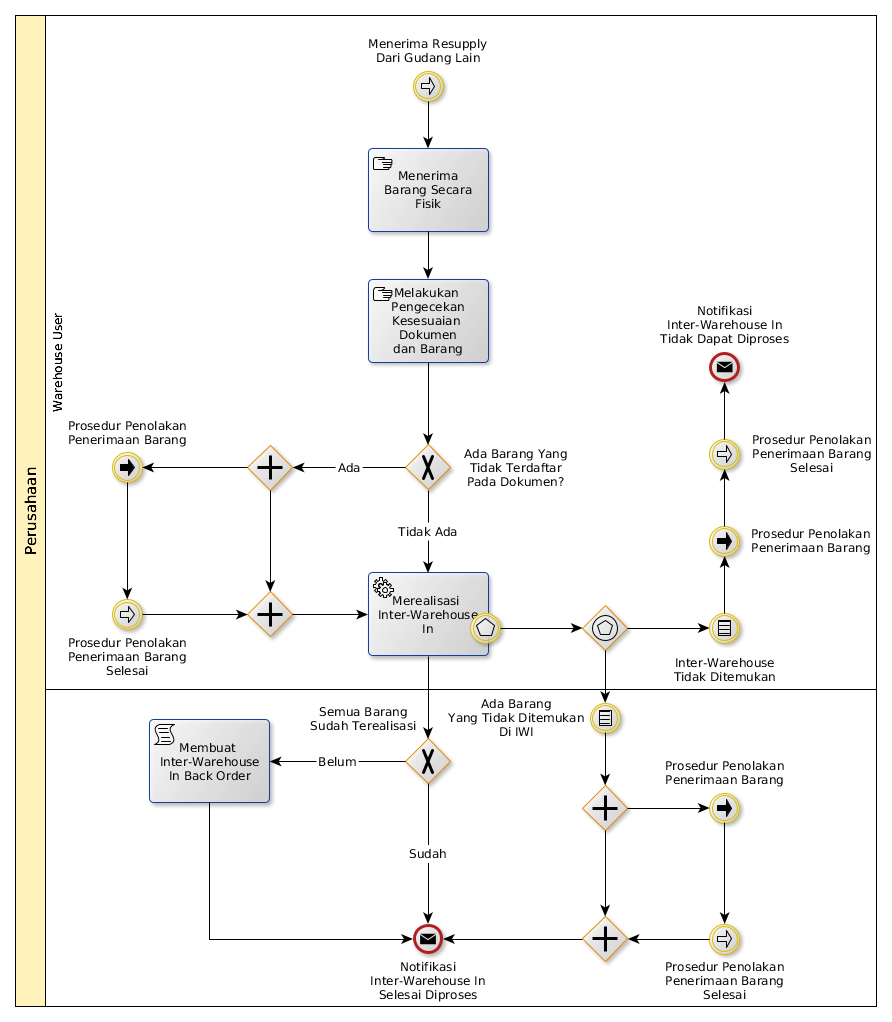 Perusahaan
Warehouse User
Menerima Resupply
Dari Gudang Lain
Menerima
Barang Secara
Fisik
Melakukan
Pengecekan
Kesesuaian
Dokumen
dan Barang
Notifikasi
Inter-Warehouse In
Tidak Dapat Diproses
Prosedur Penolakan
Penerimaan Barang
Ada
Ada Barang Yang
Tidak Terdaftar
Pada Dokumen?
Prosedur Penolakan
Penerimaan Barang
Selesai
Tidak Ada
Prosedur Penolakan
Penerimaan Barang
Merealisasi
Inter-Warehouse
In
Prosedur Penolakan
Penerimaan Barang
Selesai
Inter-Warehouse
Tidak Ditemukan
Semua Barang
Sudah Terealisasi
Ada Barang
Yang Tidak Ditemukan
Di IWI
Membuat
Inter-Warehouse
In Back Order
Belum
Prosedur Penolakan
Penerimaan Barang
Sudah
Notifikasi
Inter-Warehouse In
Selesai Diproses
Prosedur Penolakan
Penerimaan Barang
Selesai